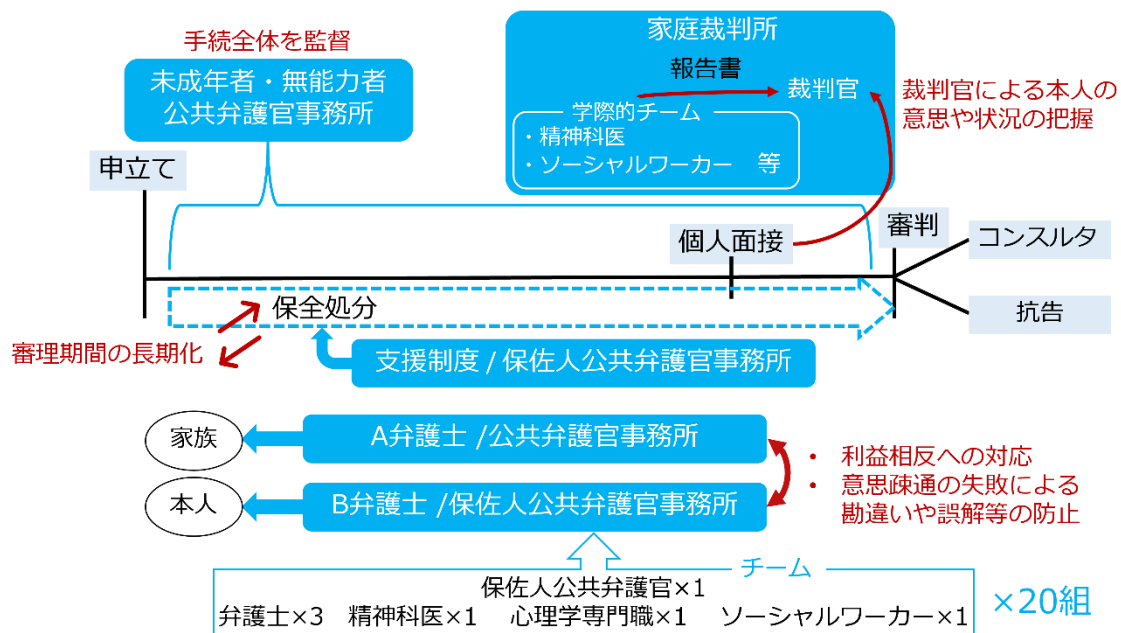 手続全体を監督
未成年者・無能力者
公共弁護官事務所
家庭裁判所
報告書
裁判官
学際的チーム
・精神科医
・ソーシャルワーカー 等
裁判官による本人の
意思や状況の把握
申立て
個人面接
審判
コンスルタ
抗告
保全処分
審理期間の長期化
支援制度 / 保佐人公共弁護官事務所
家族
A弁護士 /公共弁護官事務所
本人
B弁護士 /保佐人公共弁護官事務所
・ 利益相反への対応
・ 意思疎通の失敗による
勘違いや誤解等の防止
チーム
保佐人公共弁護官×1
弁護士×3 精神科医×1 心理学専門職×1 ソーシャルワーカー×1
×20組